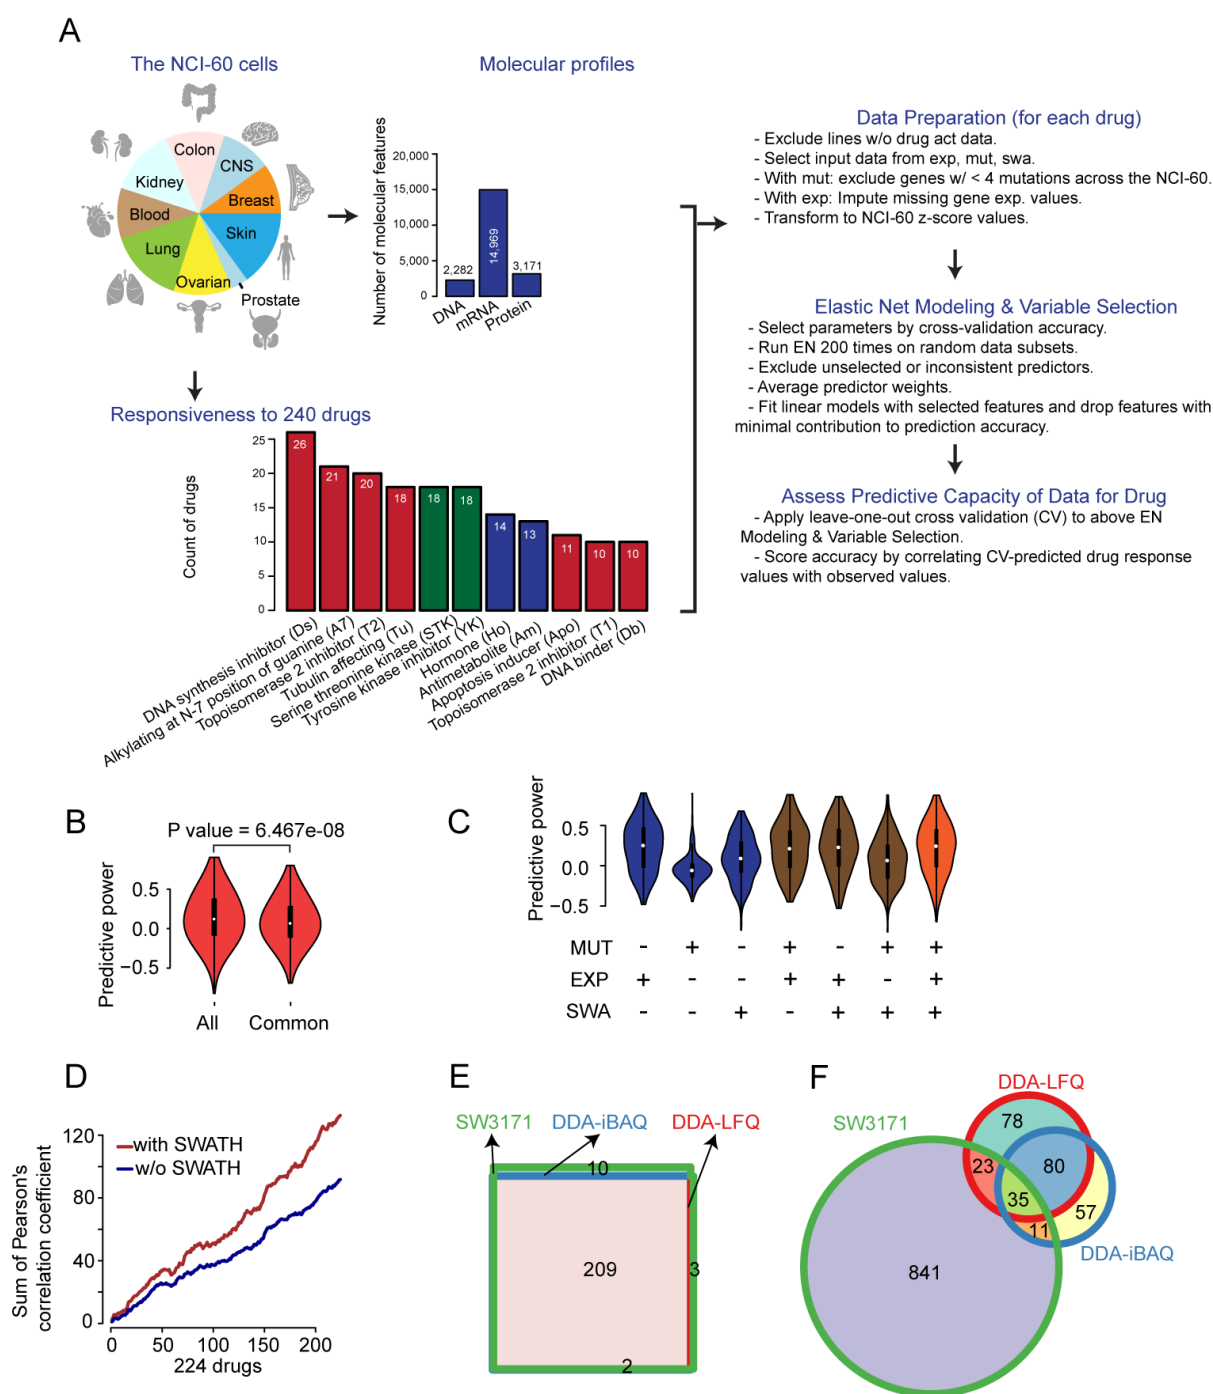 A
The NCI-60 cells
Molecular profiles
Colon
CNS
Kidney
Breast
Blood
Skin
Lung
Ovarian
Prostate
Number of molecular features
20,000
15,000
10,000
5,000
0
2,282
14,969
3,171
DNA
mRNA
Protein
Data Preparation (for each drug)
- Exclude lines w/o drug act data.
- Select input data from exp, mut, swa.
- With mut: exclude genes w/ < 4 mutations across the NCI-60.
- With exp: Impute missing gene exp. values.
- Transform to NCI-60 z-score values.
Elastic Net Modeling & Variable Selection
- Select parameters by cross-validation accuracy.
- Run EN 200 times on random data subsets.
- Exclude unselected or inconsistent predictors.
- Average predictor weights.
- Fit linear models with selected features and drop features with
minimal contribution to prediction accuracy.
Assess Predictive Capacity of Data for Drug
- Apply leave-one-out cross validation (CV) to above EN
Modeling & Variable Selection.
- Score accuracy by correlating CV-predicted drug response
values with observed values.
Responsiveness to 240 drugs
Count of drugs
25
20
15
10
5
0
26
21
20
18
18
18
14
13
11
10
10
DNA synthesis inhibitor (Ds)
Alkylating at N-7 position of guanine (A7)
Topoisomerase 2 inhibitor (T2)
Tubulin affecting (Tu)
Serine threonine kinase (STK)
Tyrosine kinase inhibitor (YK)
Hormone (Ho)
Antimetabolite (Am)
Apoptosis inducer (Apo)
Topoisomerase 2 inhibitor (T1)
DNA binder (Db)
B
P value = 6.467e-08
Predictive power
0.5
0.0
−0.5
All
Common
C
Predictive power
0.5
0.0
−0.5
MUT - + - + - + +
EXP + - - + + - +
SWA - - + - + + +
D
Sum of Pearson's
correlation coefficient
120
80
40
0
with SWATH
w/o SWATH
0 50 100 150 200
224 drugs
E
SW3171
DDA-iBAQ
DDA-LFQ
10
209
3
2
F
DDA-LFQ
SW3171
78
23
80
35
57
11
DDA-iBAQ
841